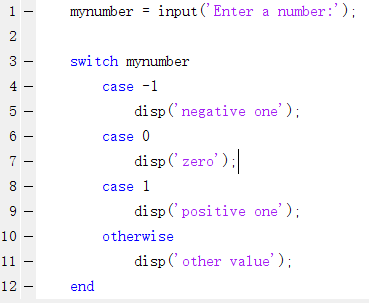 1 — mynumber = input('Enter a number:');
2
3 — switch mynumber
4 —     case -1
5 —         disp('negative one');
6 —     case 0
7 —         disp('zero');
8 —     case 1
9 —         disp('positive one');
10 —     otherwise
11 —         disp('other value');
12 — end